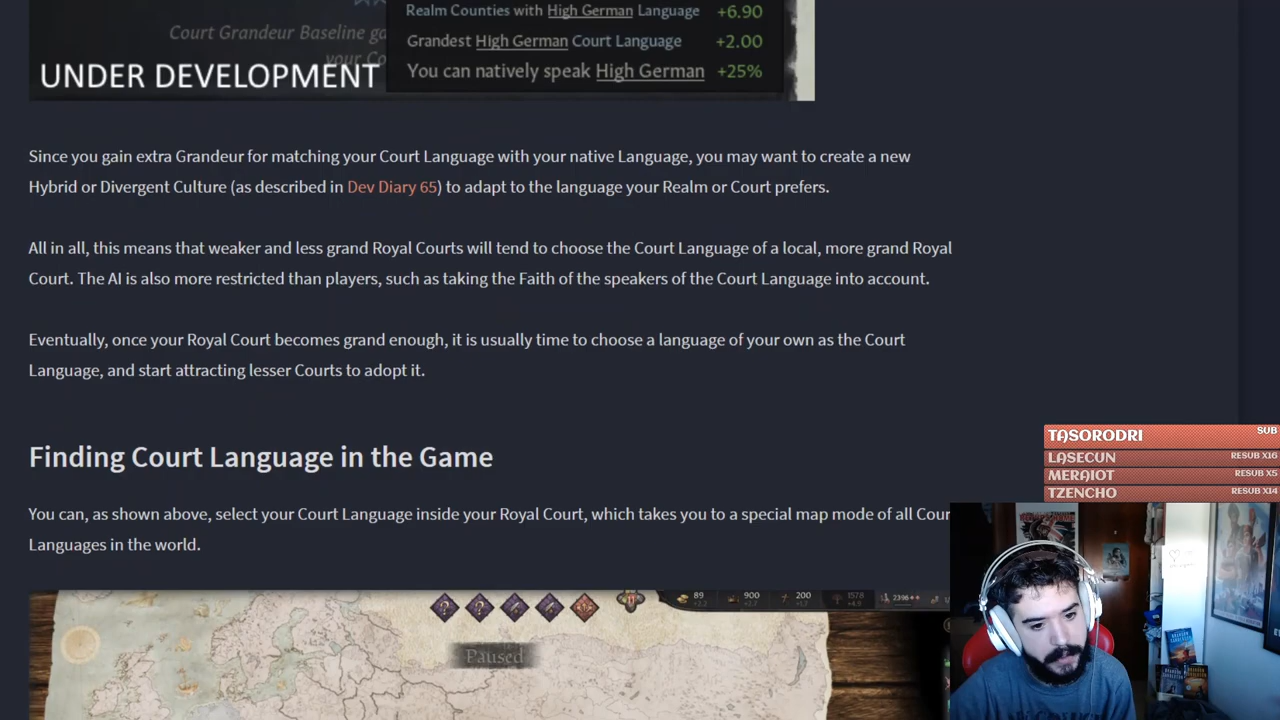 Realm Counties with High German Language +6.90
Court Grandeur Baseline
Grandest High German Court Language +2.00
UNDER DEVELOPMENT
You can natively speak High German +25%
Since you gain extra Grandeur for matching your Court Language with your native Language, you may want to create a new
Hybrid or Divergent Culture (as described in Dev Diary 65) to adapt to the language your Realm or Court prefers.
All in all, this means that weaker and less grand Royal Courts will tend to choose the Court Language of a local, more grand Royal
Court. The AI is also more restricted than players, such as taking the Faith of the speakers of the Court Language into account.
Eventually, once your Royal Court becomes grand enough, it is usually time to choose a language of your own as the Court
Language, and start attracting lesser Courts to adopt it.
TASORODRI SUB
LASECUN RESUB X16
MERAIOT RESUB X5
TZENCHO RESUB X14
Finding Court Language in the Game
You can, as shown above, select your Court Language inside your Royal Court, which takes you to a special map mode of all
Languages in the world.
89 900 200 1578 2396
Paused